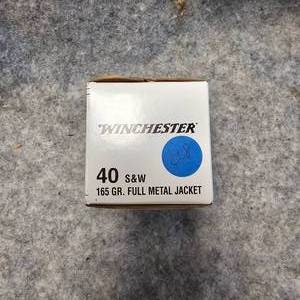 WINCHESTER
40 S&W
165 GR. FULL METAL JACKET